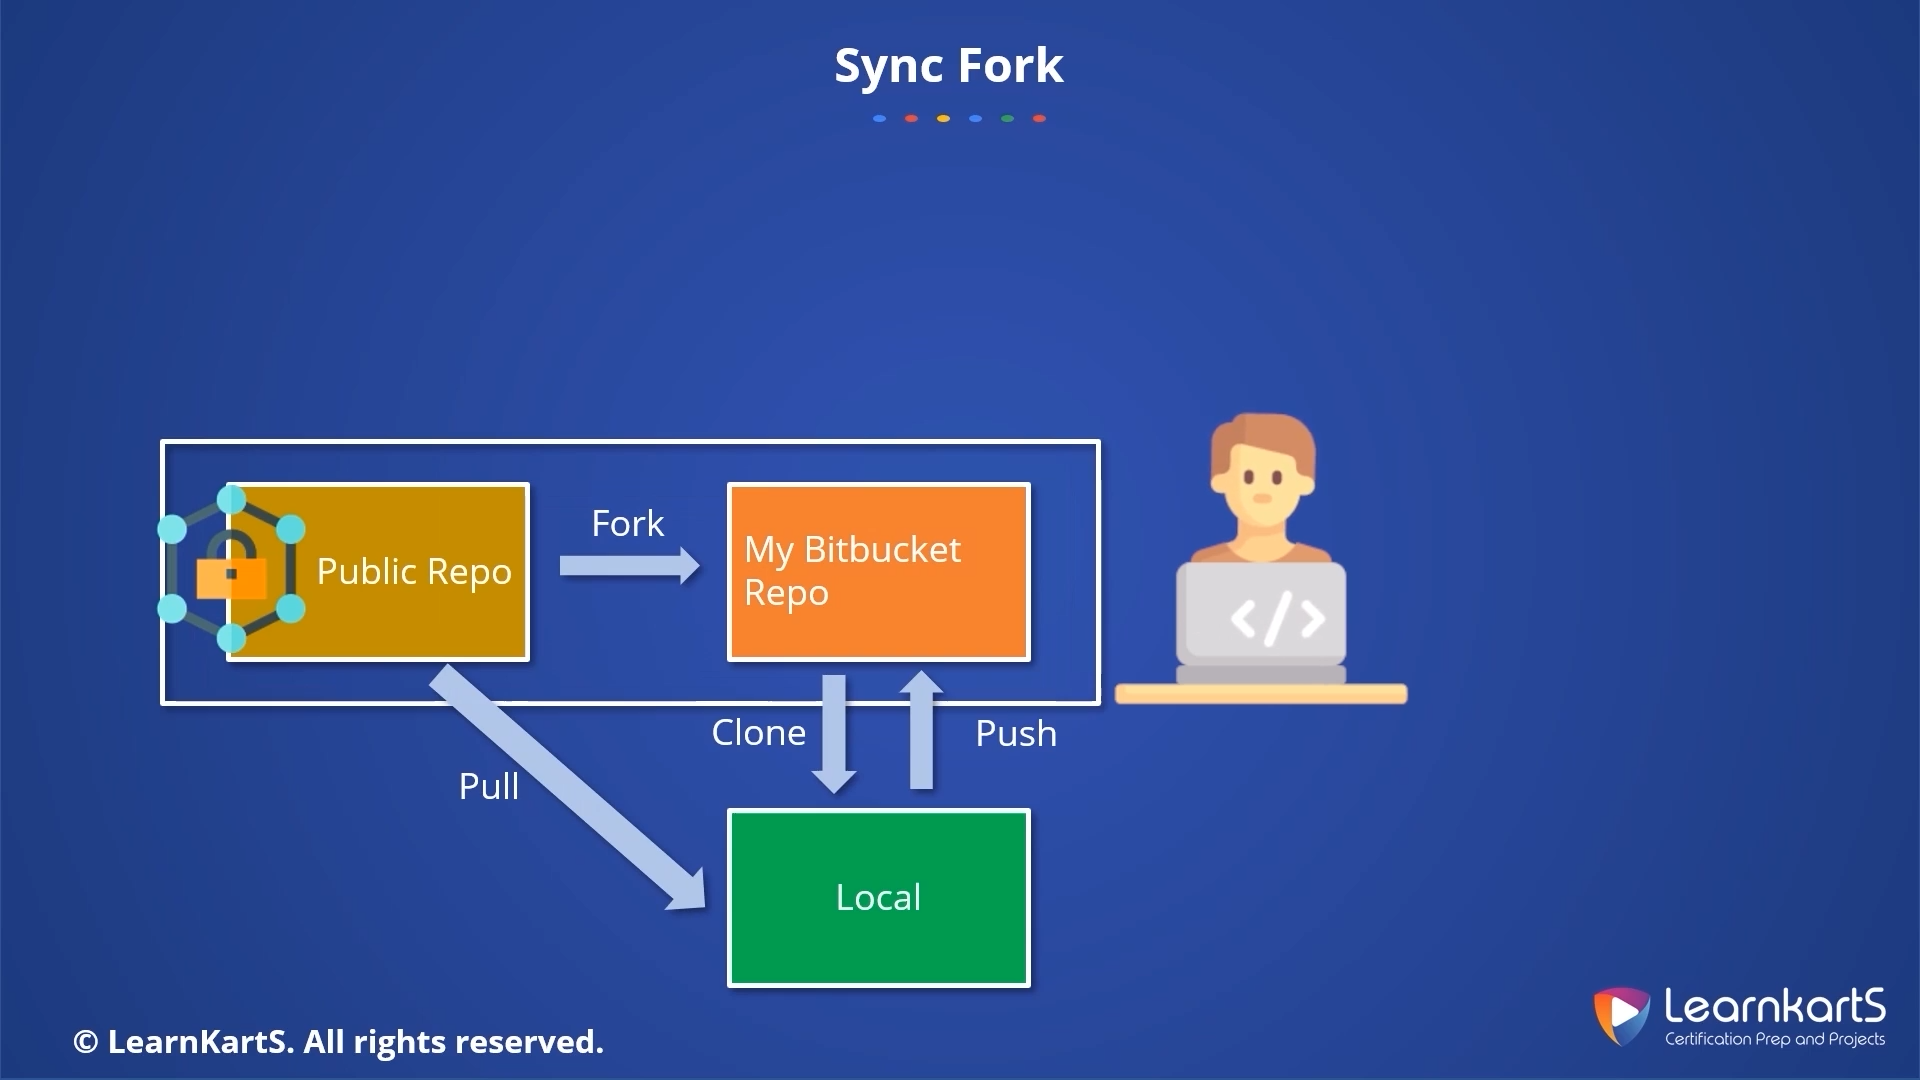 Sync Fork
Public Repo
Fork
My Bitbucket
Repo
</>
Clone
Push
Pull
Local
© LearnKartS. All rights reserved.
LearnkartS
Certification Prep and Projects